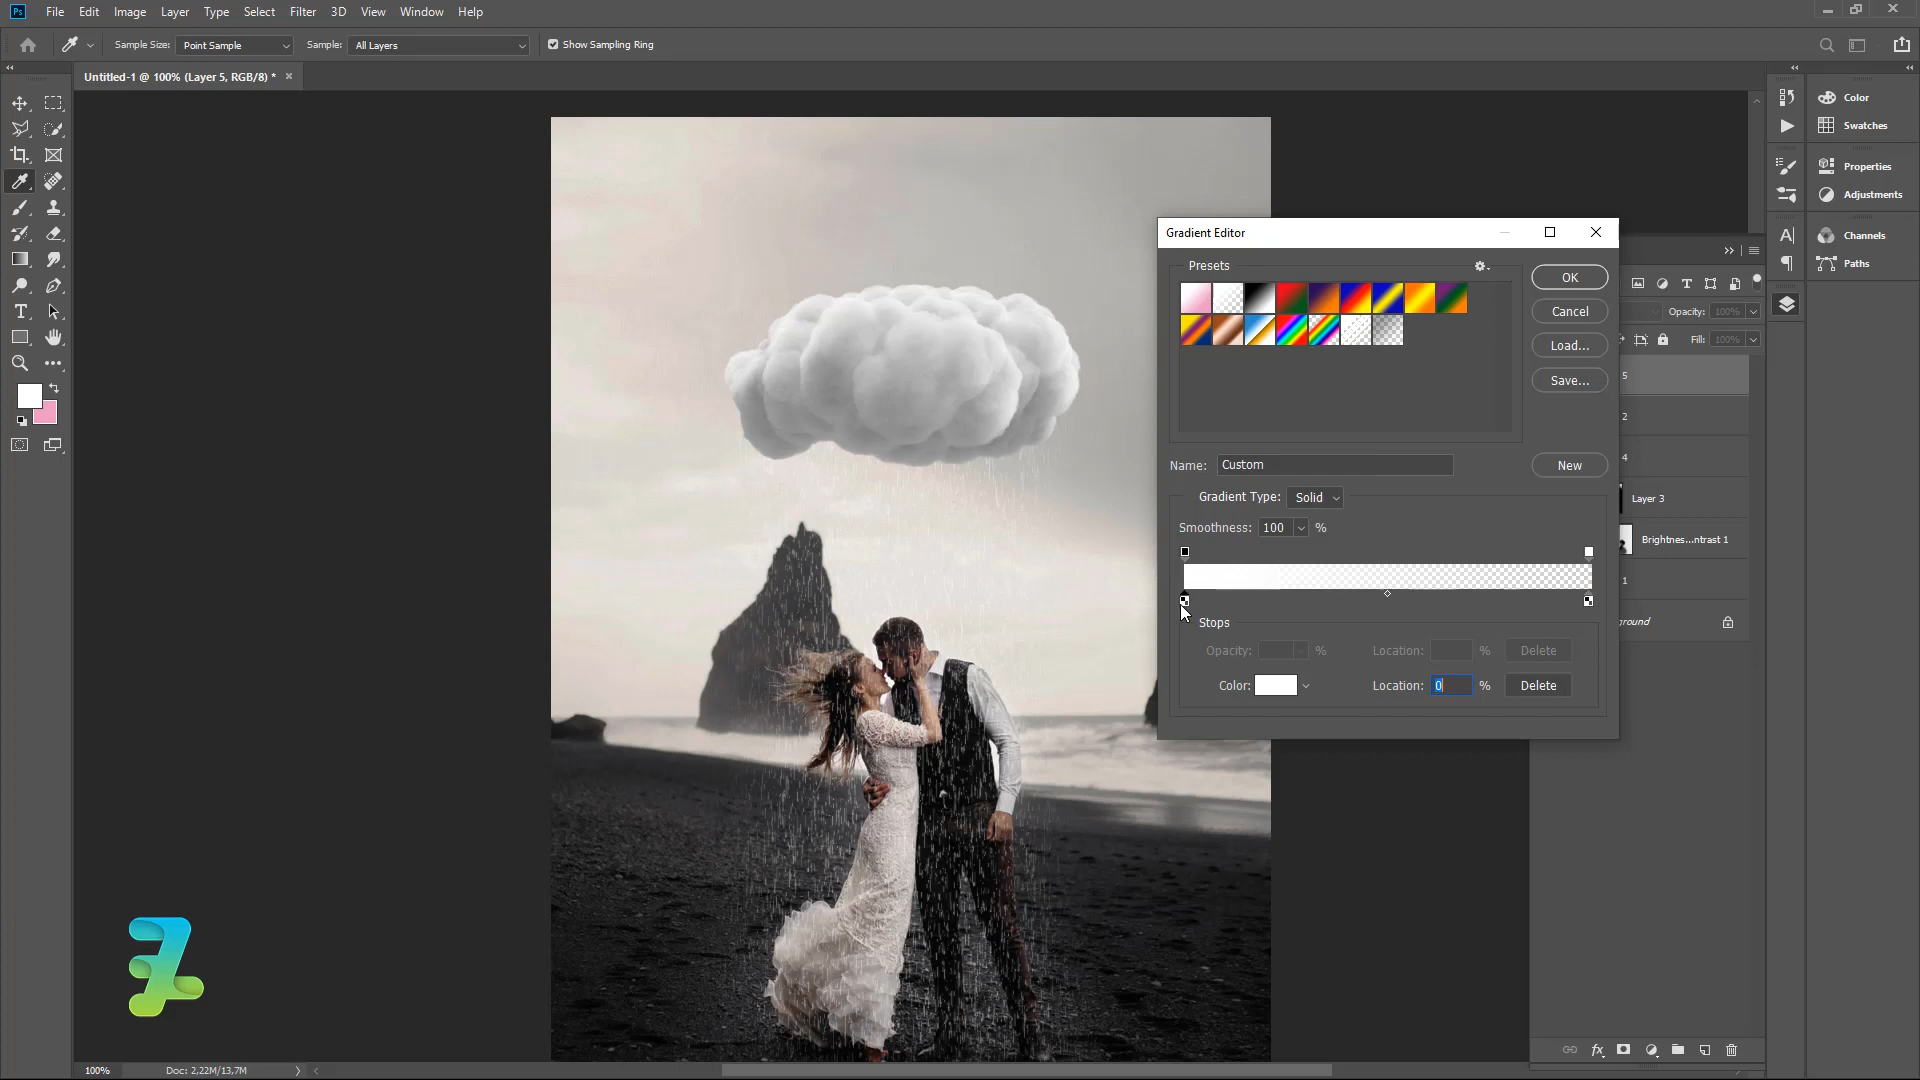 Ps File Edit Image Layer Type Select Filter 3D View Window Help
Sample Size: Point Sample Sample: All Layers Show Sampling Ring
Untitled-1 @ 100% (Layer 5, RGB/8) *
Color
Swatches
Properties
Adjustments
Channels
Paths
Gradient Editor
Presets
OK
Cancel
Load...
Save...
Name: Custom New
Gradient Type: Solid
Smoothness: 100 %
Stops
Opacity: % Location: % Delete
Color: Location: 0 % Delete
Opacity: 100%
Fill: 100%
5
2
4
Layer 3
Brightnes...ntrast 1
1
round
100% Doc: 2,22M/13,7M